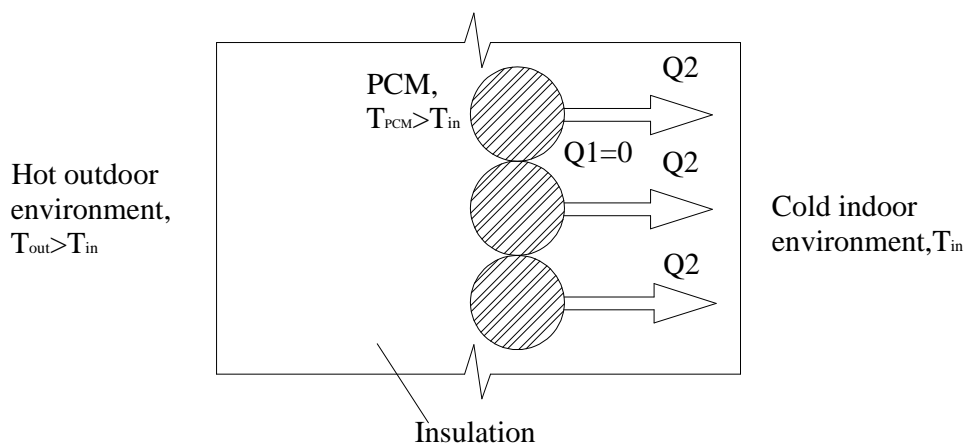 Hot outdoor
environment,
Tout>Tin
PCM,
TPCM>Tin
Q2
Q1=0
Q2
Q2
Cold indoor
environment,Tin
Insulation